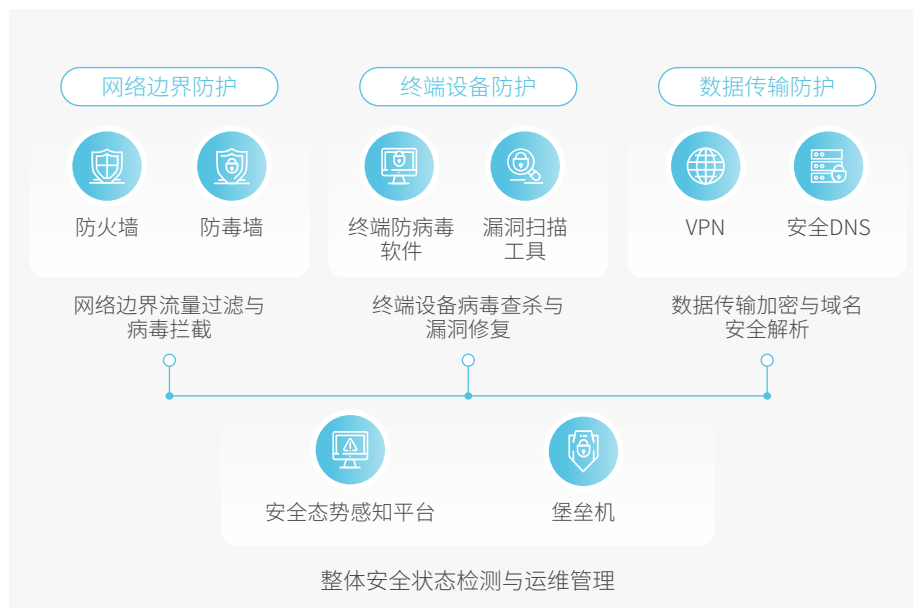 网络边界防护
终端设备防护
数据传输防护
防火墙
防毒墙
终端防病毒
软件
漏洞扫描
工具
VPN
安全DNS
网络边界流量过滤与
病毒拦截
终端设备病毒查杀与
漏洞修复
数据传输加密与域名
安全解析
安全态势感知平台
堡垒机
整体安全状态检测与运维管理